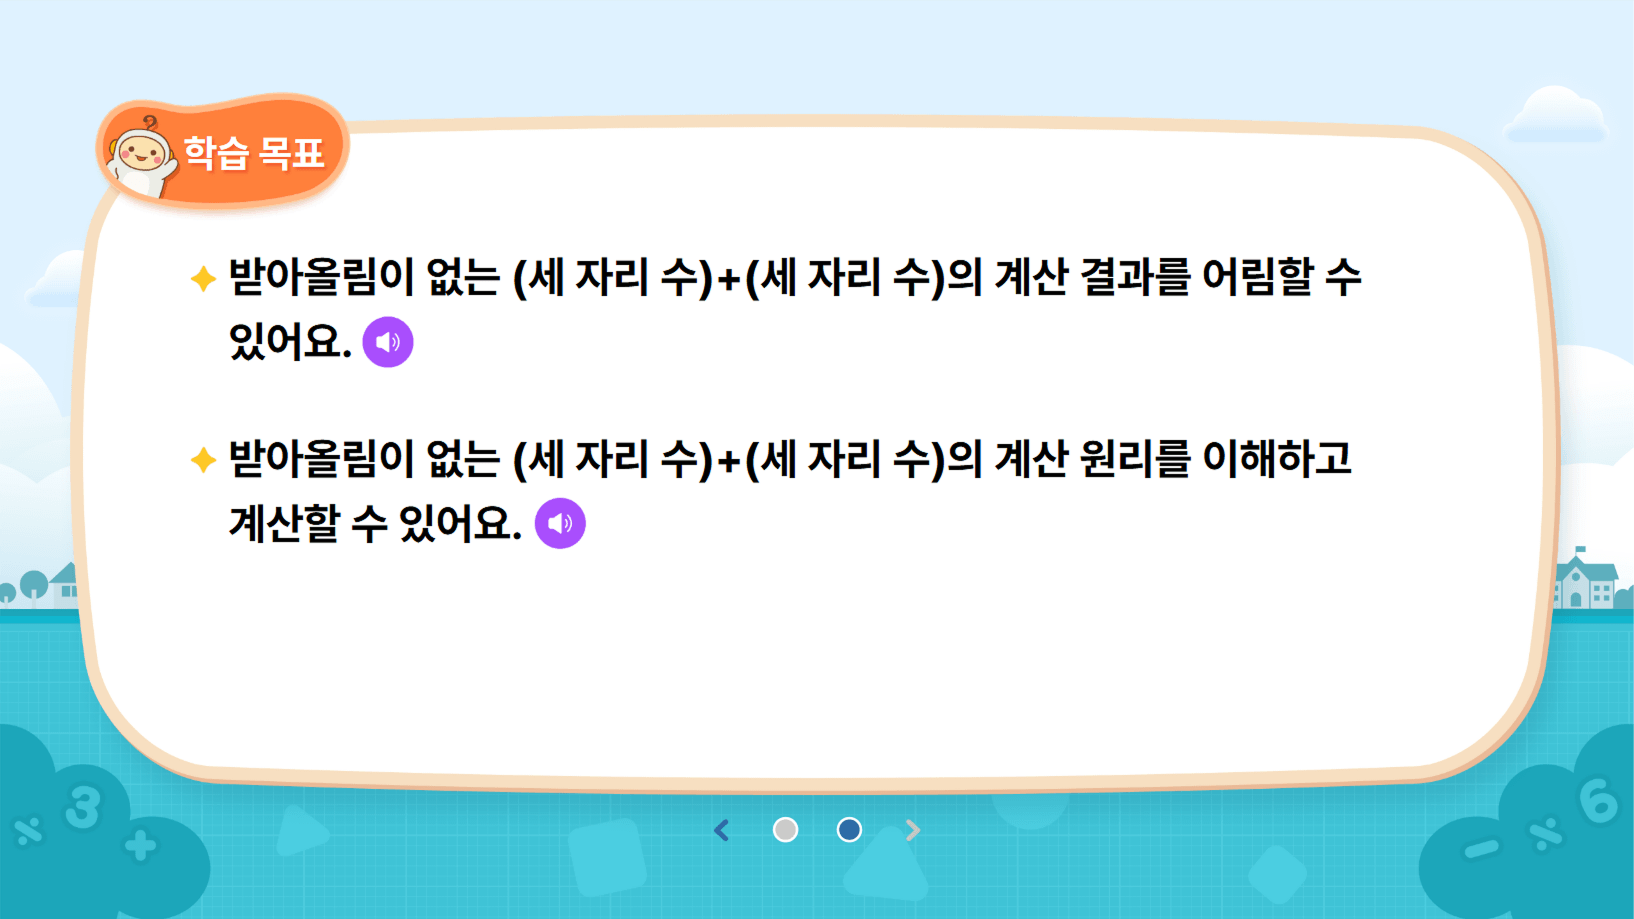 학습 목표
받아올림이 없는 (세 자리 수)+(세 자리 수)의 계산 결과를 어림할 수
있어요.
받아올림이 없는 (세 자리 수)+(세 자리 수)의 계산 원리를 이해하고
계산할 수 있어요.
÷ 3 +
− ÷ 6